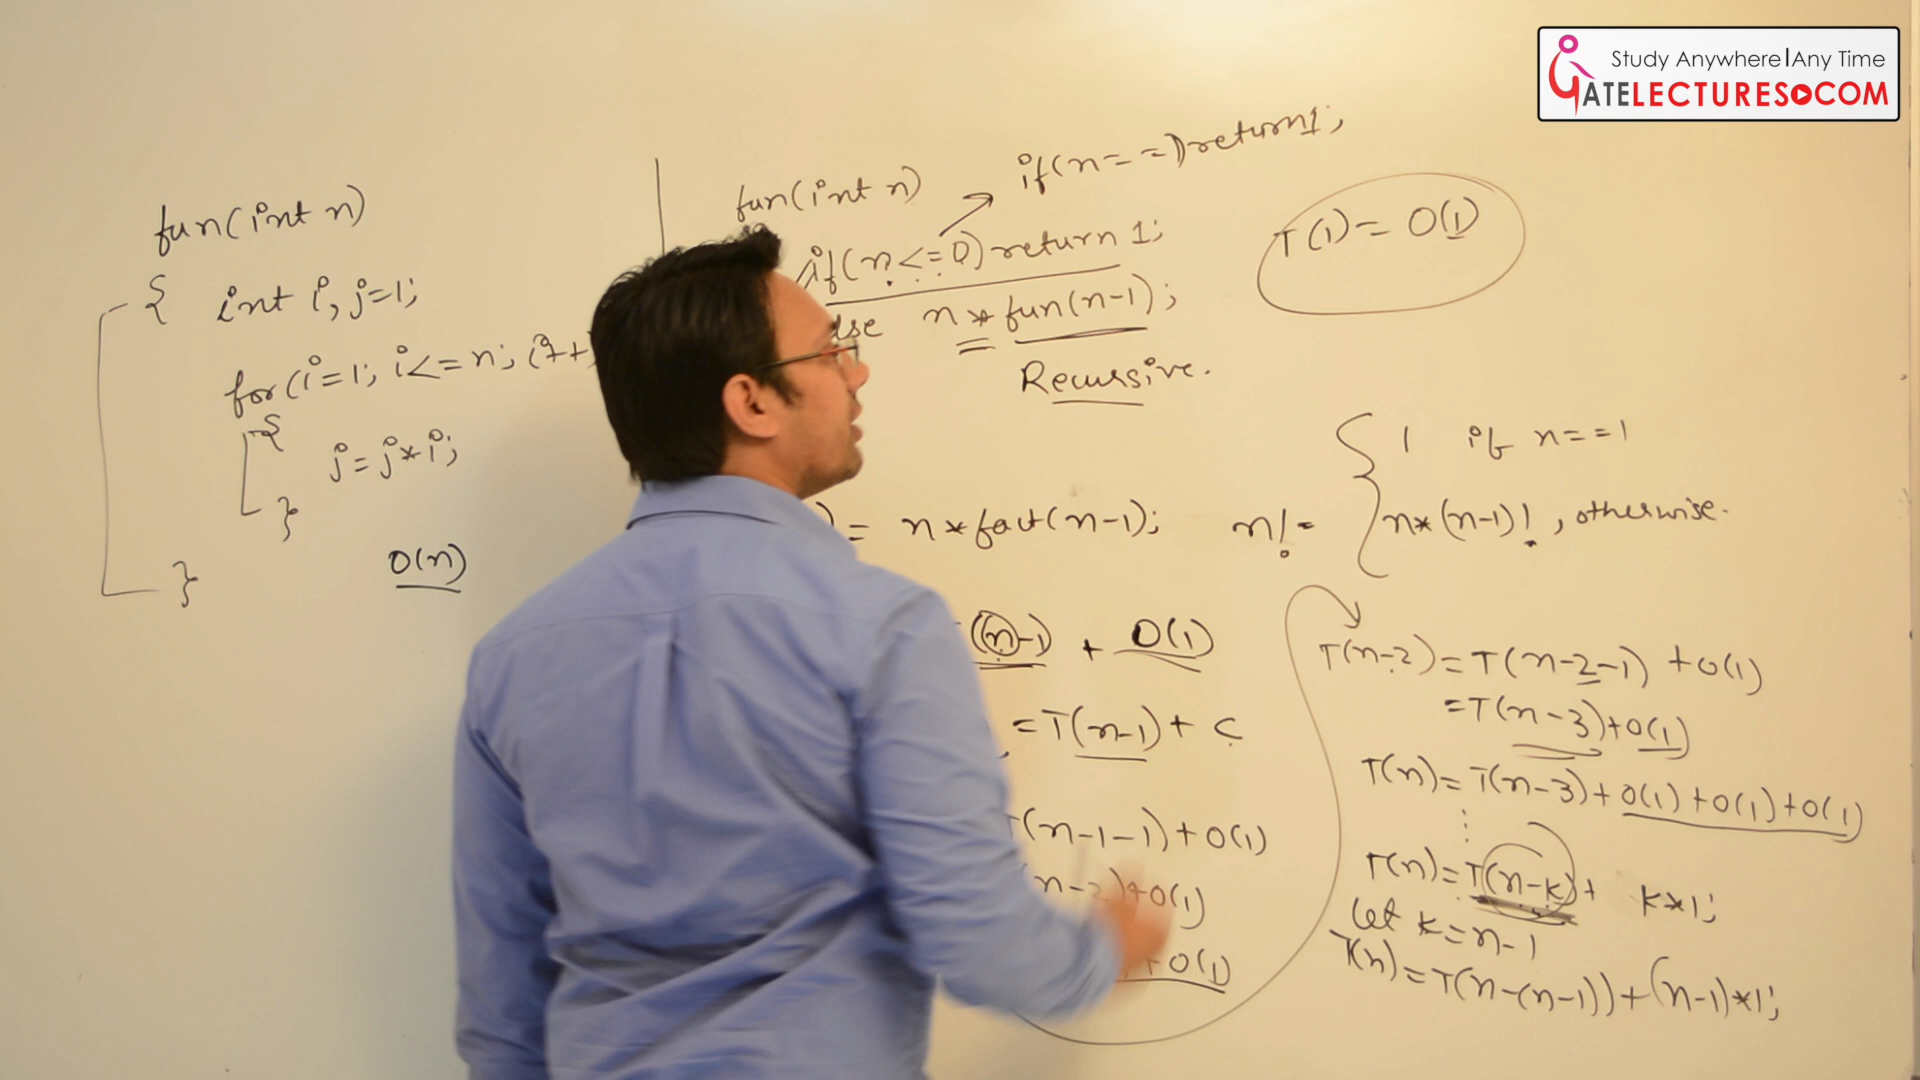 Study Anywhere|Any Time
GATELECTURES.COM
fun(int n)
{ int i, j=1;
for(i=1; i<=n; i++
{
j=j*i;
}
}
O(n)
fun(int n)
if(n==1)return1;
if(n<=0)return 1;
n*fun(n-1);
Recursive.
T(1)=O(1)
)= n*fact(n-1);
n!= { 1 if n==1
n*(n-1)!, otherwise.
(n-1) + O(1)
=T(n-1)+ C
(n-1-1)+O(1)
n-2)+O(1)
+O(1)
T(n-2)=T(n-2-1) +O(1)
=T(n-3)+O(1)
T(n)=T(n-3)+O(1)+O(1)+O(1)
T(n)=T(n-k)+ k*1;
let k=n-1
T(n)=T(n-(n-1))+(n-1)*1;